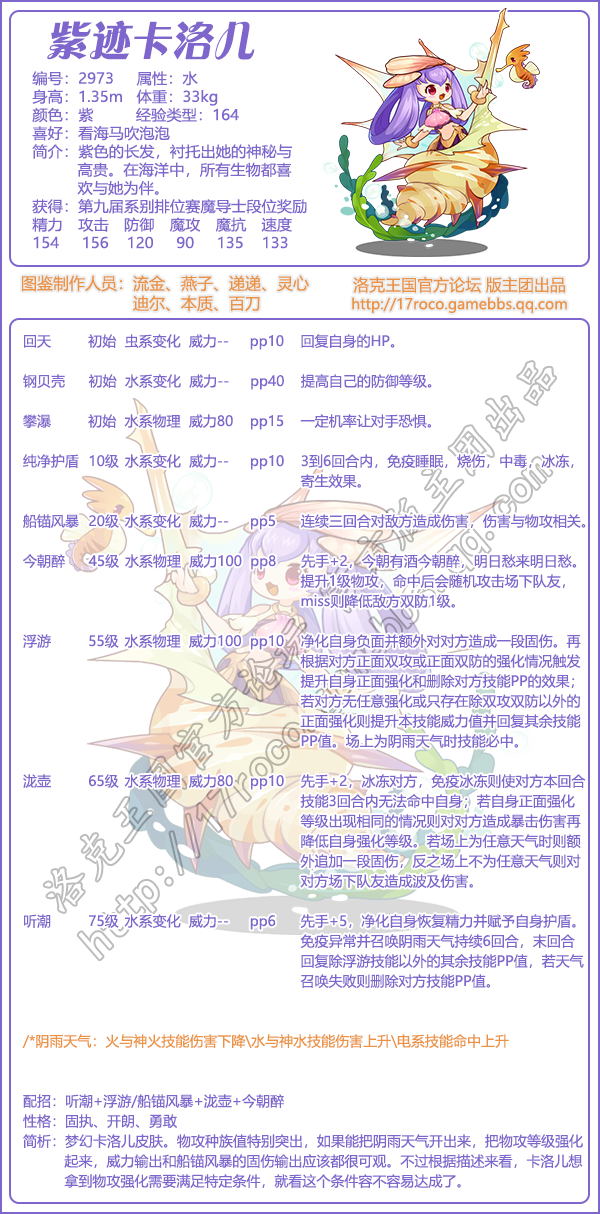 紫迹卡洛儿
编号：2973 属性：水
身高：1.35m 体重：33kg
颜色：紫 经验类型：164
喜好：看海马吹泡泡
简介：紫色的长发，衬托出她的神秘与
高贵。在海洋中，所有生物都喜
欢与她为伴。
获得：第九届系别排位赛魔导士段位奖励
精力 攻击 防御 魔攻 魔抗 速度
154 156 120 90 135 133
图鉴制作人员：流金、燕子、递递、灵心
迪尔、本质、百刀
洛克王国官方论坛 版主团出品
http://17roco.gamebbs.qq.com
回天 初始 虫系变化 威力-- pp10 回复自身的HP。
钢贝壳 初始 水系变化 威力-- pp40 提高自己的防御等级。
攀瀑 初始 水系物理 威力80 pp15 一定机率让对手恐惧。
纯净护盾 10级 水系变化 威力-- pp10 3到6回合内，免疫睡眠，烧伤，中毒，冰冻，
寄生效果。
船锚风暴 20级 水系变化 威力-- pp5 连续三回合对敌方造成伤害，伤害与物攻相关。
今朝醉 45级 水系物理 威力100 pp8 先手+2，今朝有酒今朝醉，明日愁来明日愁。
提升1级物攻，命中后会随机攻击场下队友，
miss则降低敌方双防1级。
浮游 55级 水系物理 威力100 pp10 净化自身负面并额外对对方造成一段固伤。再
根据对方正面双攻或正面双防的强化情况触发
提升自身正面强化和删除对方技能PP的效果；
若对方无任意强化或只存在除双攻双防以外的
正面强化则提升本技能威力值并回复其余技能
PP值。场上为阴雨天气时技能必中。
泷壶 65级 水系物理 威力80 pp10 先手+2，冰冻对方，免疫冰冻则使对方本回合
技能3回合内无法命中自身；若自身正面强化
等级出现相同的情况则对对方造成暴击伤害再
降低自身强化等级。若场上为任意天气时则额
外追加一段固伤，反之场上不为任意天气则对
对方场下队友造成波及伤害。
听潮 75级 水系变化 威力-- pp6 先手+5，净化自身恢复精力并赋予自身护盾。
免疫异常并召唤阴雨天气持续6回合，末回合
回复除浮游技能以外的其余技能PP值，若天气
召唤失败则删除对方技能PP值。
洛克王国官方论坛版主团出品
http://17roco.gamebbs.qq.com
/*阴雨天气：火与神火技能伤害下降\水与神水技能伤害上升\电系技能命中上升
配招：听潮+浮游/船锚风暴+泷壶+今朝醉
性格：固执、开朗、勇敢
简析：梦幻卡洛儿皮肤。物攻种族值特别突出，如果能把阴雨天气开出来，把物攻等级强化
起来，威力输出和船锚风暴的固伤输出应该都很可观。不过根据描述来看，卡洛儿想
拿到物攻强化需要满足特定条件，就看这个条件容不容易达成了。